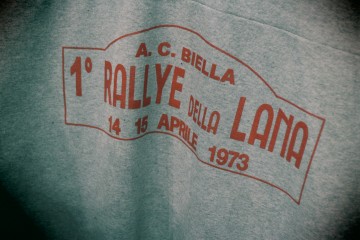 A. C. BIELLA
1° RALLYE DELLA LANA
14 15 APRILE 1973